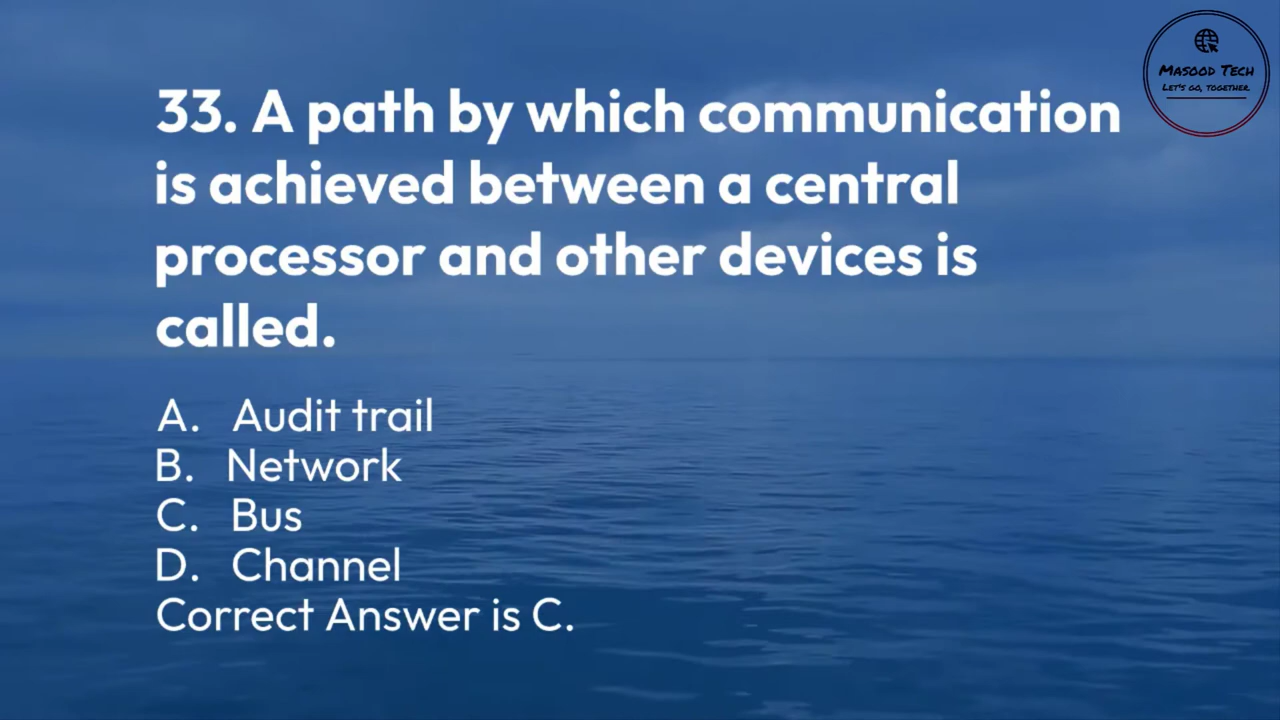 Masood Tech
Let's go, together
33. A path by which communication
is achieved between a central
processor and other devices is
called.
A. Audit trail
B. Network
C. Bus
D. Channel
Correct Answer is C.